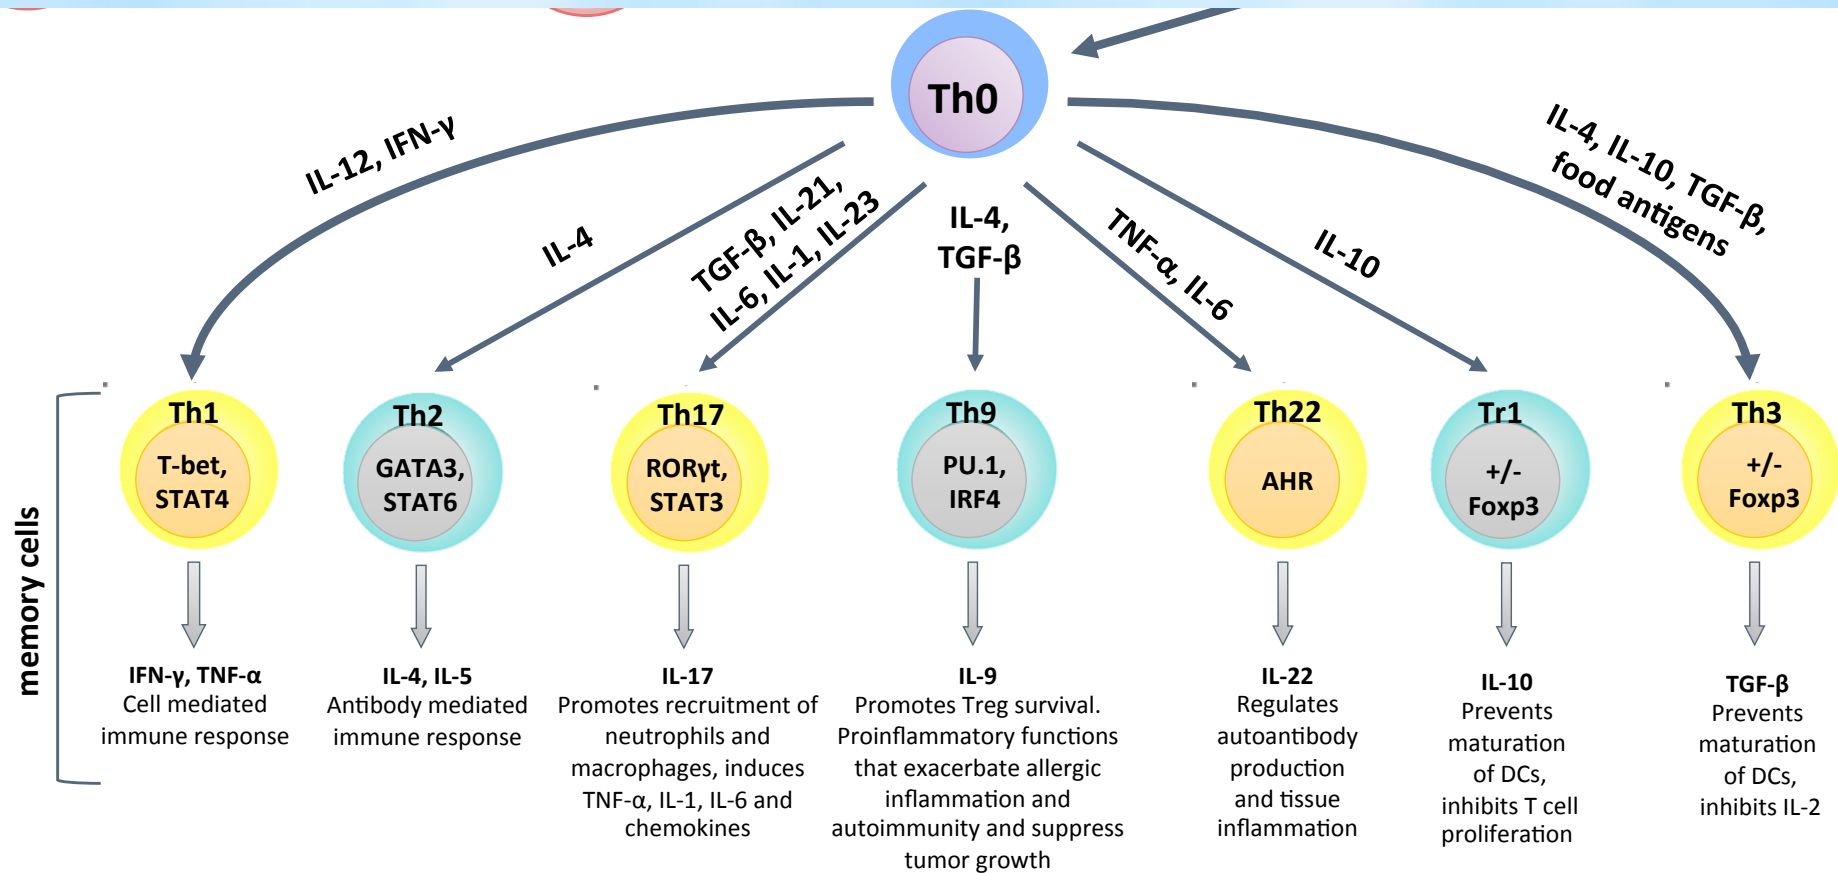 Th0
IL-12, IFN-γ
IL-4
TGF-β, IL-21,
IL-6, IL-1, IL-23
IL-4,
TGF-β
TNF-α, IL-6
IL-10
IL-4, IL-10, TGF-β,
food antigens
memory cells
Th1
T-bet,
STAT4
IFN-γ, TNF-α
Cell mediated
immune response
Th2
GATA3,
STAT6
IL-4, IL-5
Antibody mediated
immune response
Th17
RORγt,
STAT3
IL-17
Promotes recruitment of
neutrophils and
macrophages, induces
TNF-α, IL-1, IL-6 and
chemokines
Th9
PU.1,
IRF4
IL-9
Promotes Treg survival.
Proinflammatory functions
that exacerbate allergic
inflammation and
autoimmunity and suppress
tumor growth
Th22
AHR
IL-22
Regulates
autoantibody
production
and tissue
inflammation
Tr1
+/-
Foxp3
IL-10
Prevents
maturation
of DCs,
inhibits T cell
proliferation
Th3
+/-
Foxp3
TGF-β
Prevents
maturation
of DCs,
inhibits IL-2